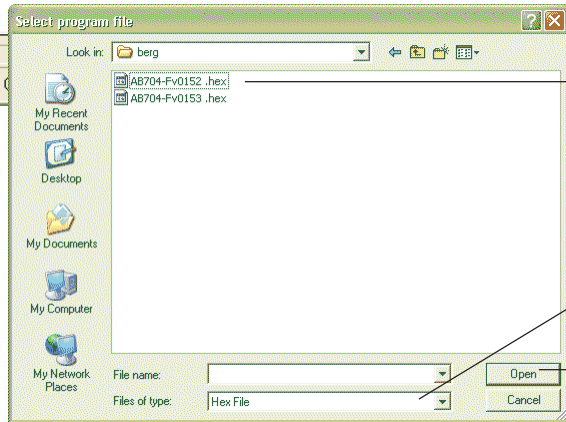 Select program file
Look in: berg
AB704-Fv0152 .hex
AB704-Fv0153 .hex
My Recent
Documents
Desktop
My Documents
My Computer
My Network
Places
File name:
Open
Files of type: Hex File
Cancel